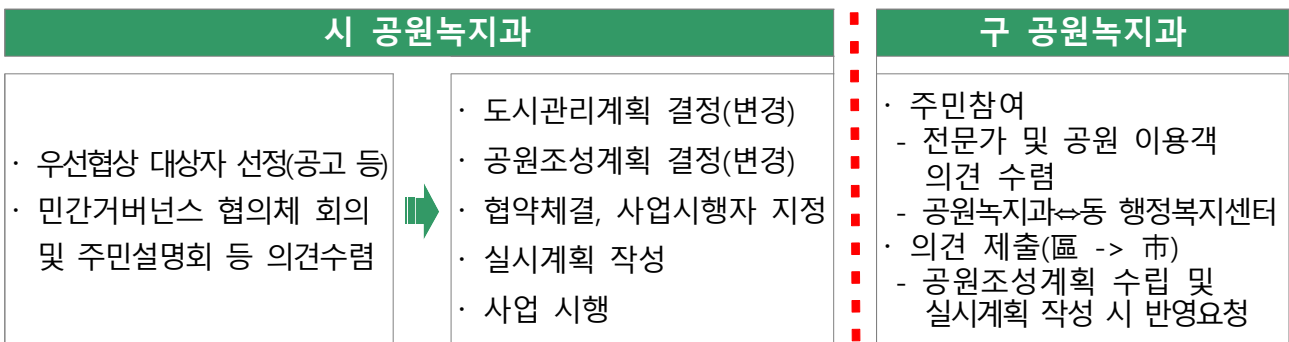 시 공원녹지과
· 우선협상 대상자 선정(공고 등)
· 민간거버넌스 협의체 회의
및 주민설명회 등 의견수렴
· 도시관리계획 결정(변경)
· 공원조성계획 결정(변경)
· 협약체결, 사업시행자 지정
· 실시계획 작성
· 사업 시행
구 공원녹지과
· 주민참여
- 전문가 및 공원 이용객
의견 수렴
- 공원녹지과⇔동 행정복지센터
· 의견 제출(區 -> 市)
- 공원조성계획 수립 및
실시계획 작성 시 반영요청